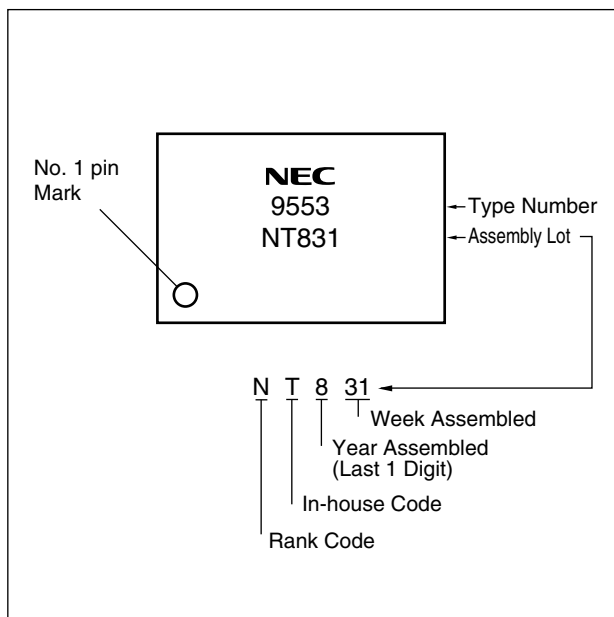 No. 1 pin
Mark
NEC
9553
NT831
Type Number
Assembly Lot
N T 8 31
Week Assembled
Year Assembled
(Last 1 Digit)
In-house Code
Rank Code